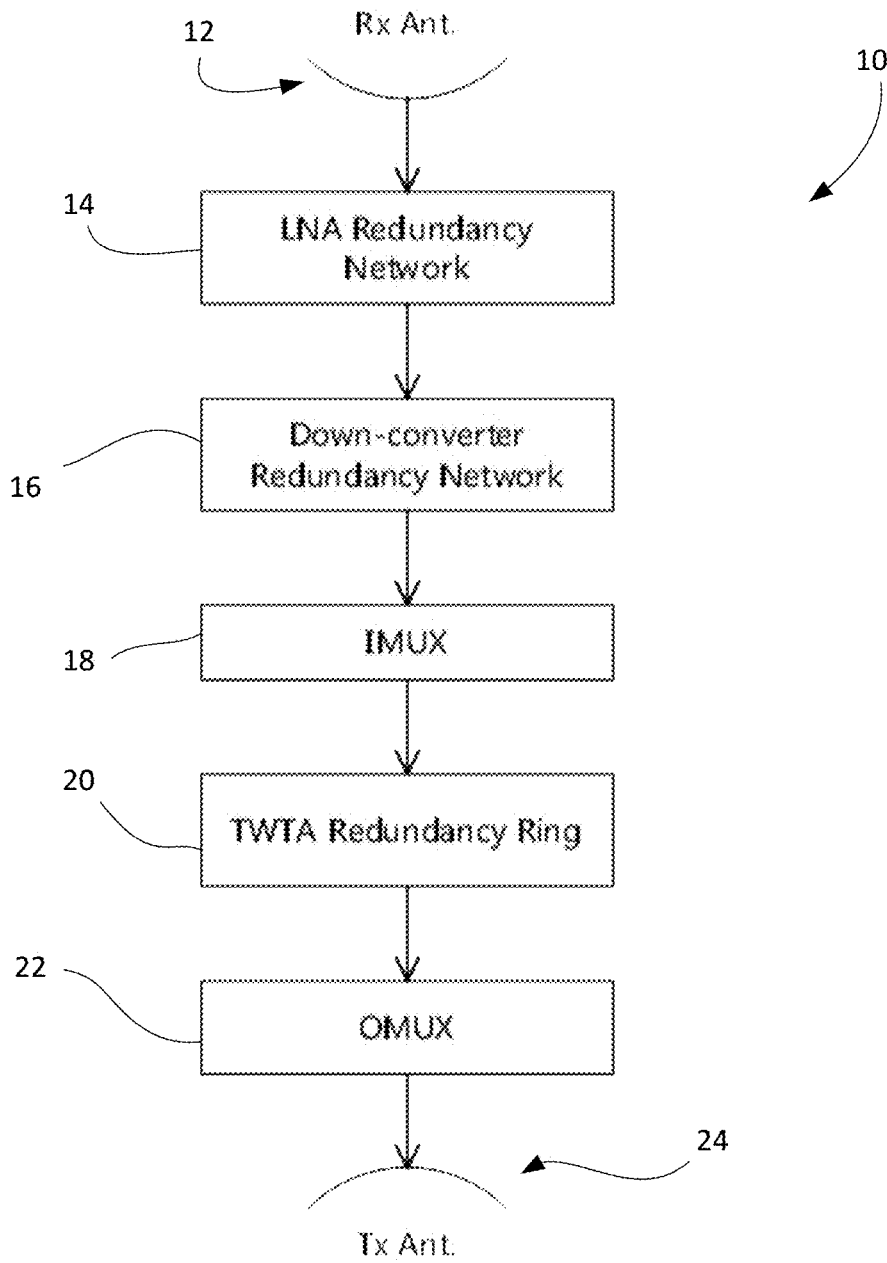 Rx Ant.
12
10
14
LNA Redundancy
Network
Down-converter
Redundancy Network
16
IMUX
18
20
TWTA Redundancy Ring
22
OMUX
24
Tx Ant.